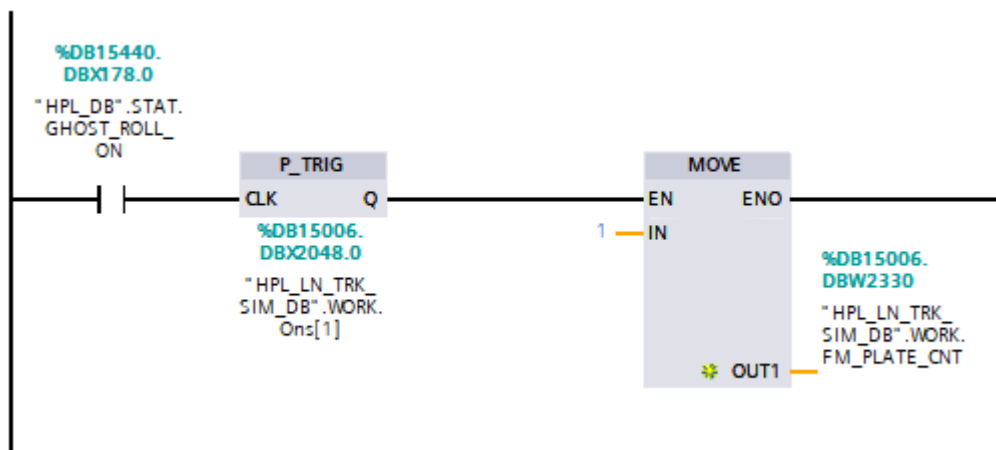 %DB15440.
DBX178.0
"HPL_DB".STAT.
GHOST_ROLL_
ON
P_TRIG
CLK Q
%DB15006.
DBX2048.0
"HPL_LN_TRK_
SIM_DB".WORK.
Ons[1]
MOVE
EN ENO
1 IN
OUT1
%DB15006.
DBW2330
"HPL_LN_TRK_
SIM_DB".WORK.
FM_PLATE_CNT